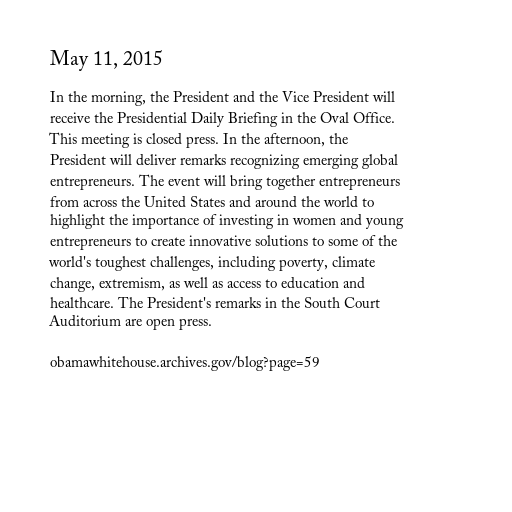 May 11, 2015
In the morning, the President and the Vice President will
receive the Presidential Daily Briefing in the Oval Office.
This meeting is closed press. In the afternoon, the
President will deliver remarks recognizing emerging global
entrepreneurs. The event will bring together entrepreneurs
from across the United States and around the world to
highlight the importance of investing in women and young
entrepreneurs to create innovative solutions to some of the
world's toughest challenges, including poverty, climate
change, extremism, as well as access to education and
healthcare. The President's remarks in the South Court
Auditorium are open press.
obamawhitehouse.archives.gov/blog?page=59